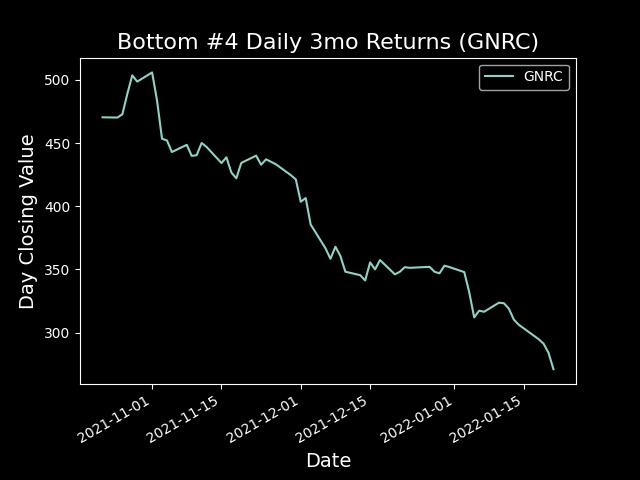 Bottom #4 Daily 3mo Returns (GNRC)
GNRC
500
450
400
350
300
Day Closing Value
2021-11-01
2021-11-15
2021-12-01
2021-12-15
2022-01-01
2022-01-15
Date